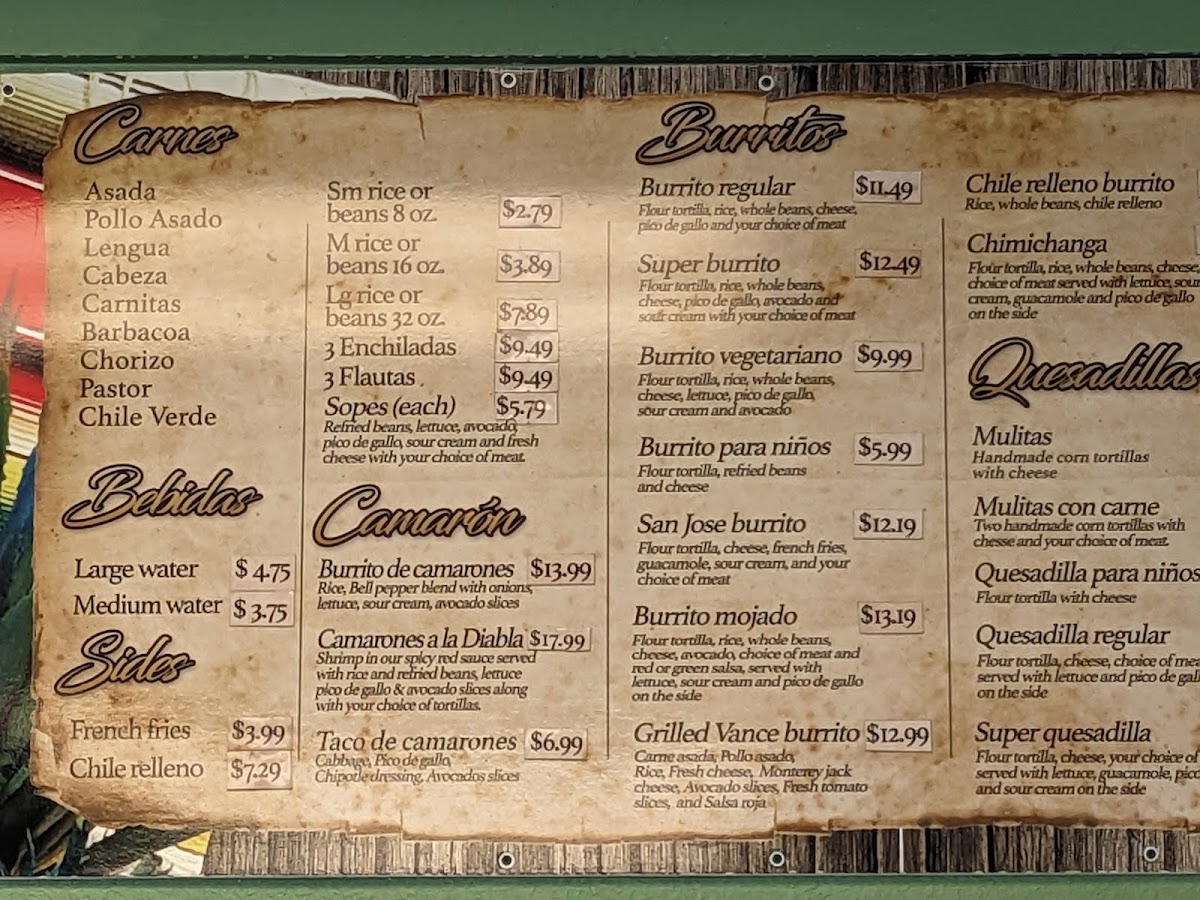 Carnes
Asada
Pollo Asado
Lengua
Cabeza
Carnitas
Barbacoa
Chorizo
Pastor
Chile Verde
Bebidas
Large water $ 4.75
Medium water $ 3.75
Sides
French fries $3.99
Chile relleno $7.29
Sm rice or
beans 8 oz. $2.79
M rice or
beans 16 oz. $3.89
Lg rice or
beans 32 oz. $7.89
3 Enchiladas $9.49
3 Flautas $9.49
Sopes (each) $5.79
Refried beans, lettuce, avocado,
pico de gallo, sour cream and fresh
cheese with your choice of meat.
Camarón
Burrito de camarones $13.99
Rice, Bell pepper blend with onions,
lettuce, sour cream, avocado slices
Camarones a la Diabla $17.99
Shrimp in our spicy red sauce served
with rice and refried beans, lettuce
pico de gallo & avocado slices along
with your choice of tortillas.
Taco de camarones $6.99
Cabbage, Pico de gallo,
Chipotle dressing, Avocados slices
Burritos
Burrito regular $11.49
Flour tortilla, rice, whole beans, cheese,
pico de gallo and your choice of meat
Super burrito $12.49
Flour tortilla, rice, whole beans,
cheese, pico de gallo, avocado and
sour cream with your choice of meat
Burrito vegetariano $9.99
Flour tortilla, rice, whole beans,
cheese, lettuce, pico de gallo,
sour cream and avocado
Burrito para niños $5.99
Flour tortilla, refried beans
and cheese
San Jose burrito $12.19
Flour tortilla, cheese, french fries,
guacamole, sour cream, and your
choice of meat
Burrito mojado $13.19
Flour tortilla, rice, whole beans,
cheese, avocado, choice of meat and
red or green salsa, served with
lettuce, sour cream and pico de gallo
on the side
Grilled Vance burrito $12.99
Carne asada, Pollo asado,
Rice, Fresh cheese, Monterey jack
cheese, Avocado slices, Fresh tomato
slices, and Salsa roja
Chile relleno burrito
Rice, whole beans, chile relleno
Chimichanga
Flour tortilla, rice, whole beans, cheese,
choice of meat served with lettuce, sour
cream, guacamole and pico de gallo
on the side
Quesadillas
Mulitas
Handmade corn tortillas
with cheese
Mulitas con carne
Two handmade corn tortillas with
chesse and your choice of meat.
Quesadilla para niños
Flour tortilla with cheese
Quesadilla regular
Flour tortilla, cheese, choice of mea
served with lettuce and pico de gall
on the side
Super quesadilla
Flour tortilla, cheese, your choice of
served with lettuce, guacamole, pico
and sour cream on the side